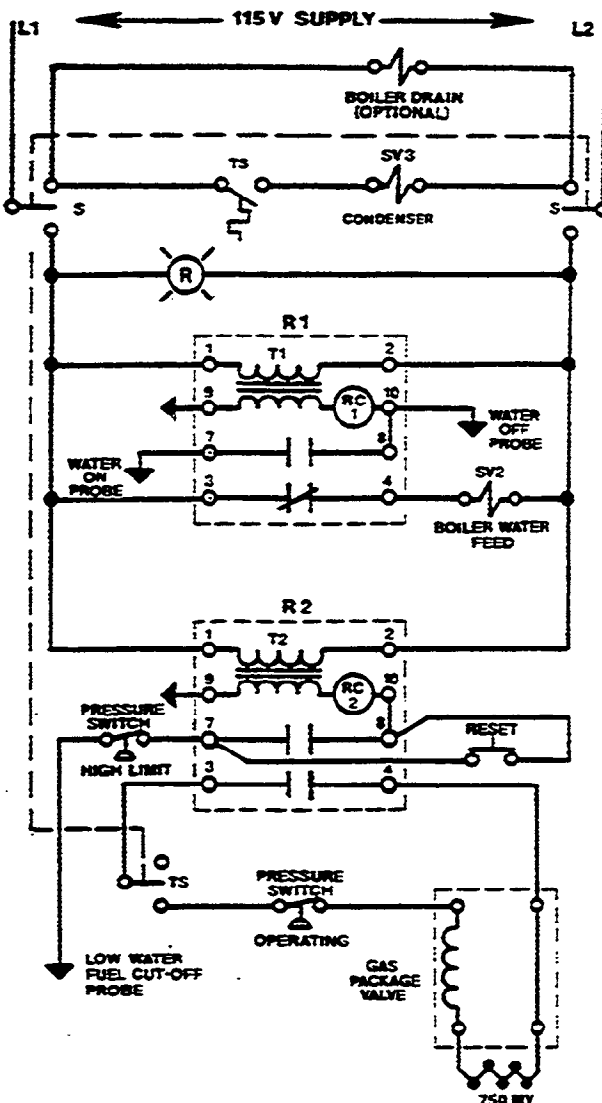 L1
115V SUPPLY
L2
BOILER DRAIN
(OPTIONAL)
TS
SV3
S
S
CONDENSER
R
R1
1
T1
2
9
RC
1
10
WATER
OFF
PROBE
7
8
WATER
ON
PROBE
3
4
SV2
BOILER WATER
FEED
R2
1
T2
2
9
RC
2
10
PRESSURE
SWITCH
7
8
RESET
HIGH LIMIT
3
4
TS
PRESSURE
SWITCH
OPERATING
LOW WATER
FUEL CUT-OFF
PROBE
GAS
PACKAGE
VALVE
750 MV